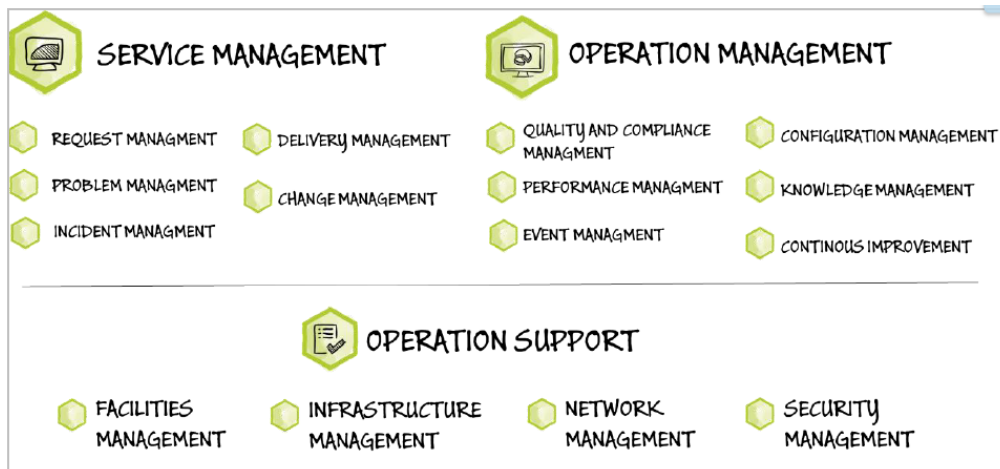 SERVICE MANAGEMENT
REQUEST MANAGMENT
PROBLEM MANAGMENT
INCIDENT MANAGMENT
DELIVERY MANAGEMENT
CHANGE MANAGEMENT
OPERATION MANAGEMENT
QUALITY AND COMPLIANCE
MANAGMENT
PERFORMANCE MANAGMENT
EVENT MANAGMENT
CONFIGURATION MANAGEMENT
KNOWLEDGE MANAGEMENT
CONTINOUS IMPROVEMENT
OPERATION SUPPORT
FACILITIES
MANAGEMENT
INFRASTRUCTURE
MANAGEMENT
NETWORK
MANAGEMENT
SECURITY
MANAGEMENT